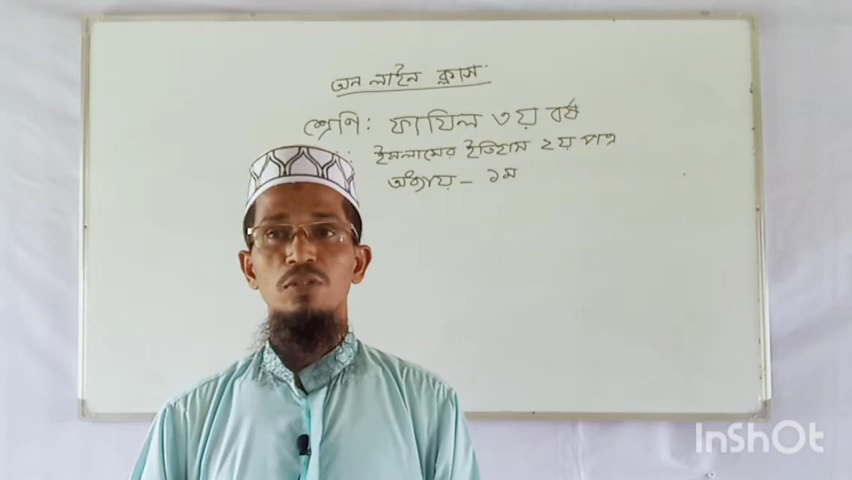 অন লাইন ক্লাস
শ্রেণি: ফাযিল ৩য় বর্ষ
: ইসলামের ইতিহাস ২য় পত্র
অধ্যায় - ১ম
InShOt